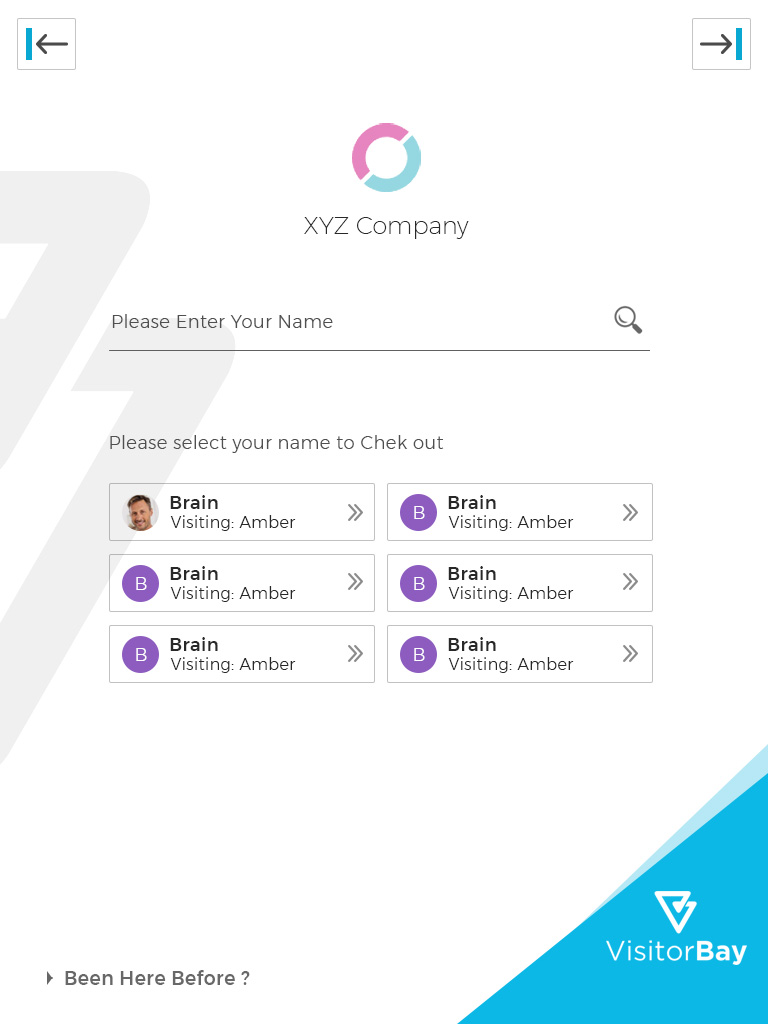 XYZ Company
Please Enter Your Name
Please select your name to Chek out
Brain
Visiting: Amber
B
Brain
Visiting: Amber
B
Brain
Visiting: Amber
B
Brain
Visiting: Amber
B
Brain
Visiting: Amber
B
Brain
Visiting: Amber
VisitorBay
Been Here Before ?